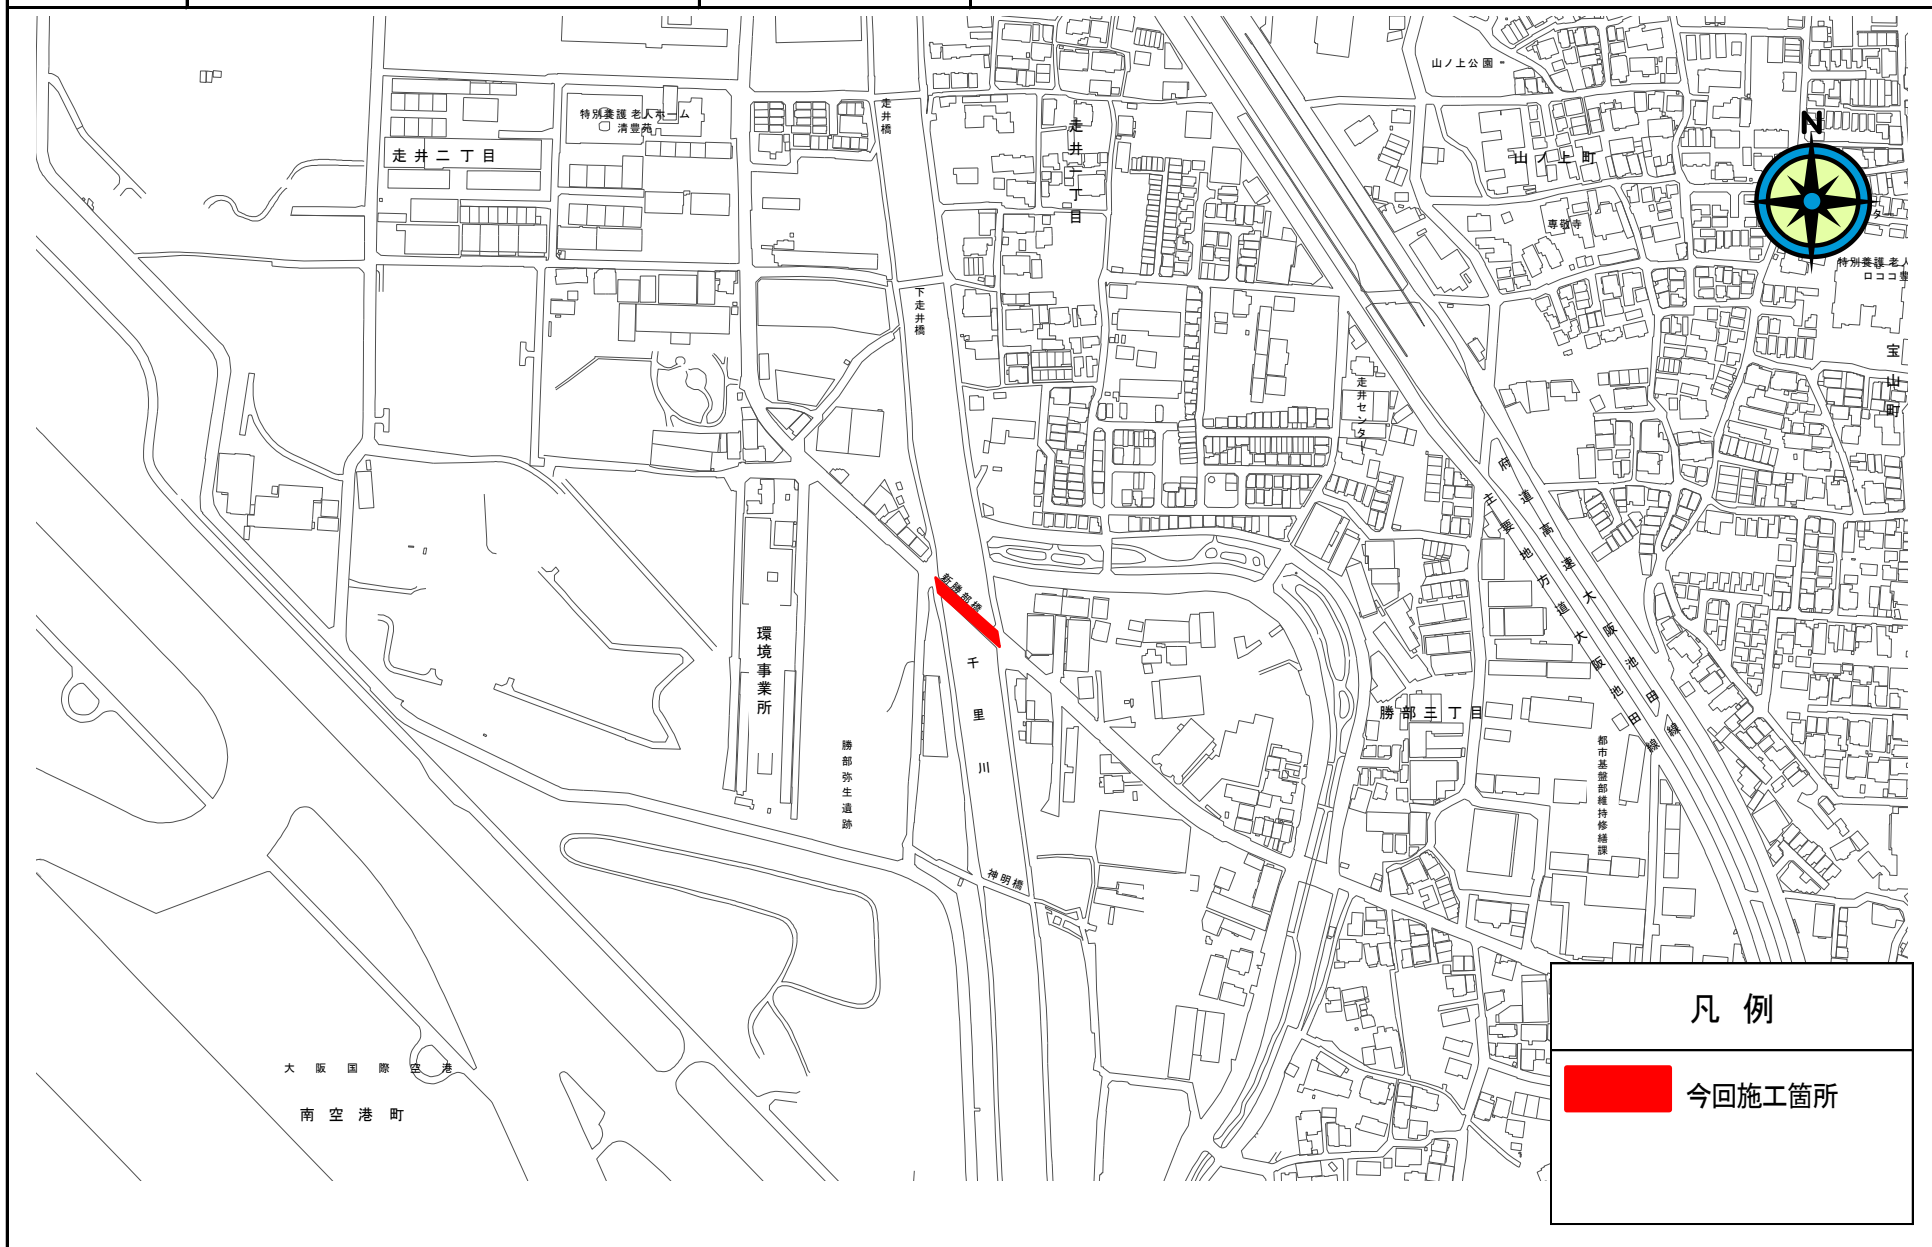 山ノ上公園
走井橋
特別養護老人ホーム
清豊苑
走井二丁目
走井一丁目
山ノ上町
N
専敬寺
ター
特別養護老人
ロココ豊
下走井橋
宝山町
走井センター
府道高速大阪池田線
主要地方道大阪池田線
新勝部橋
環境事業所
千里川
勝部三丁目
勝部弥生遺跡
都市基盤部維持修繕課
神明橋
大阪国際空港
南空港町
凡例
今回施工箇所